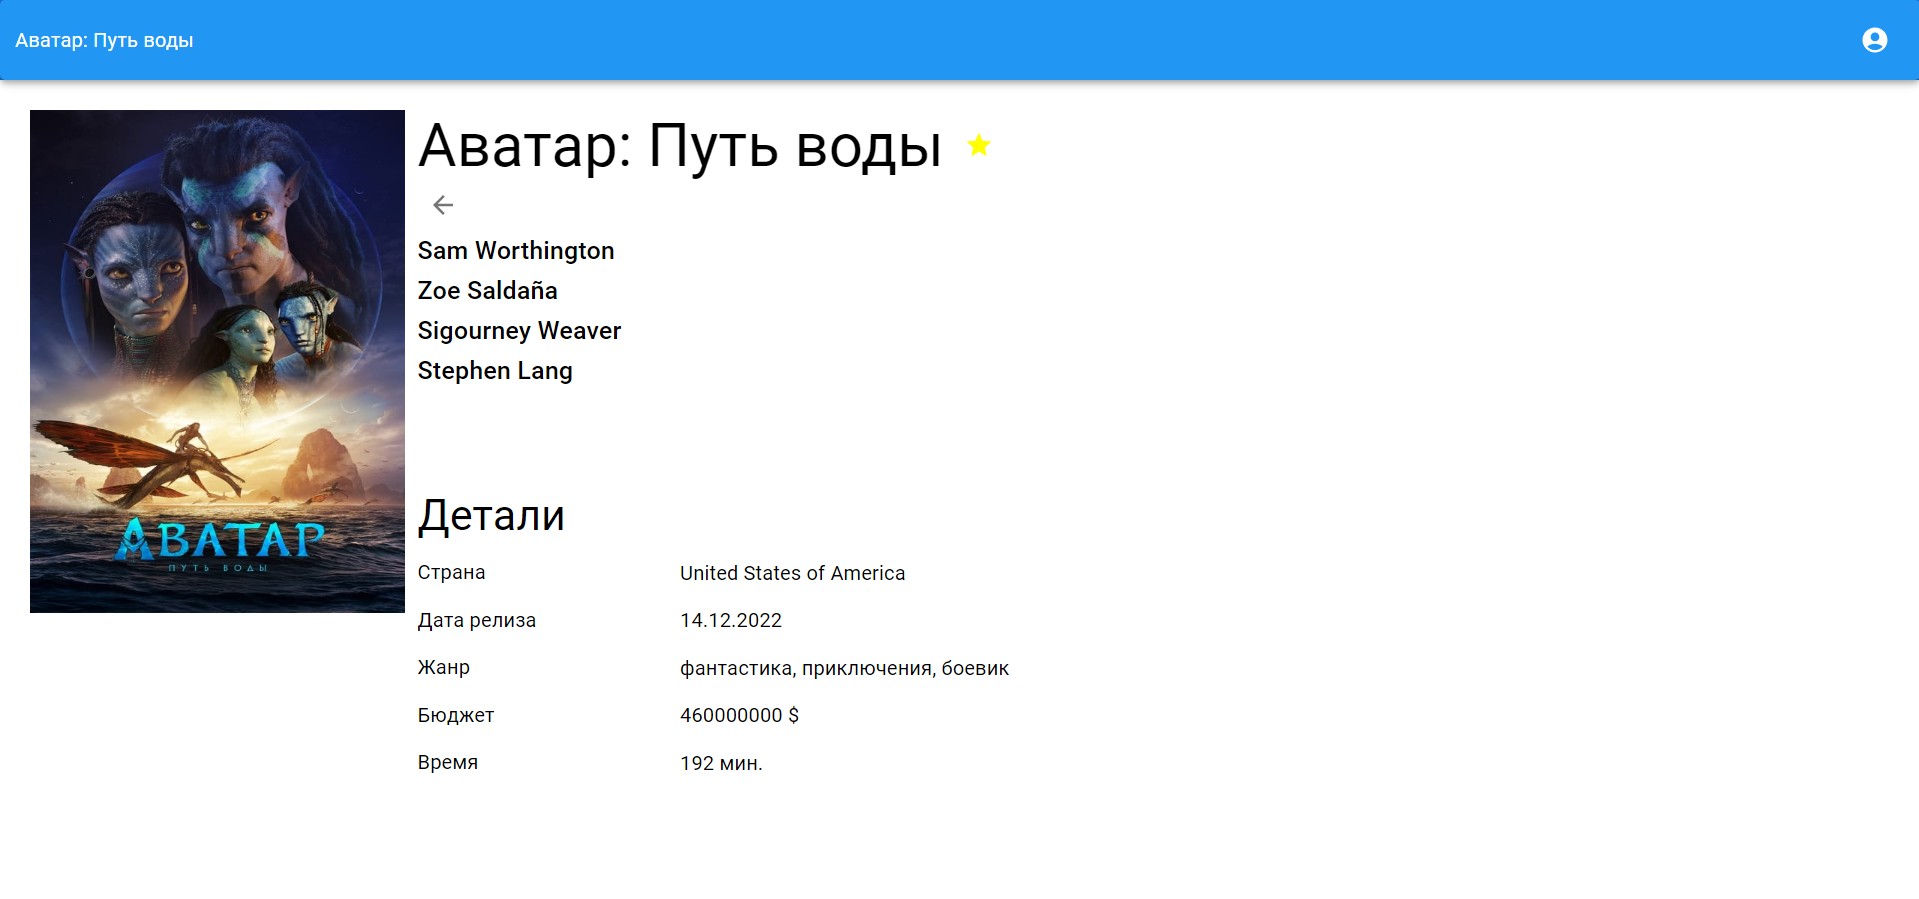 Аватар: Путь воды
Аватар: Путь воды
Sam Worthington
Zoe Saldaña
Sigourney Weaver
Stephen Lang
АВАТАР
ПУТЬ ВОДЫ
Детали
Страна United States of America
Дата релиза 14.12.2022
Жанр фантастика, приключения, боевик
Бюджет 460000000 $
Время 192 мин.